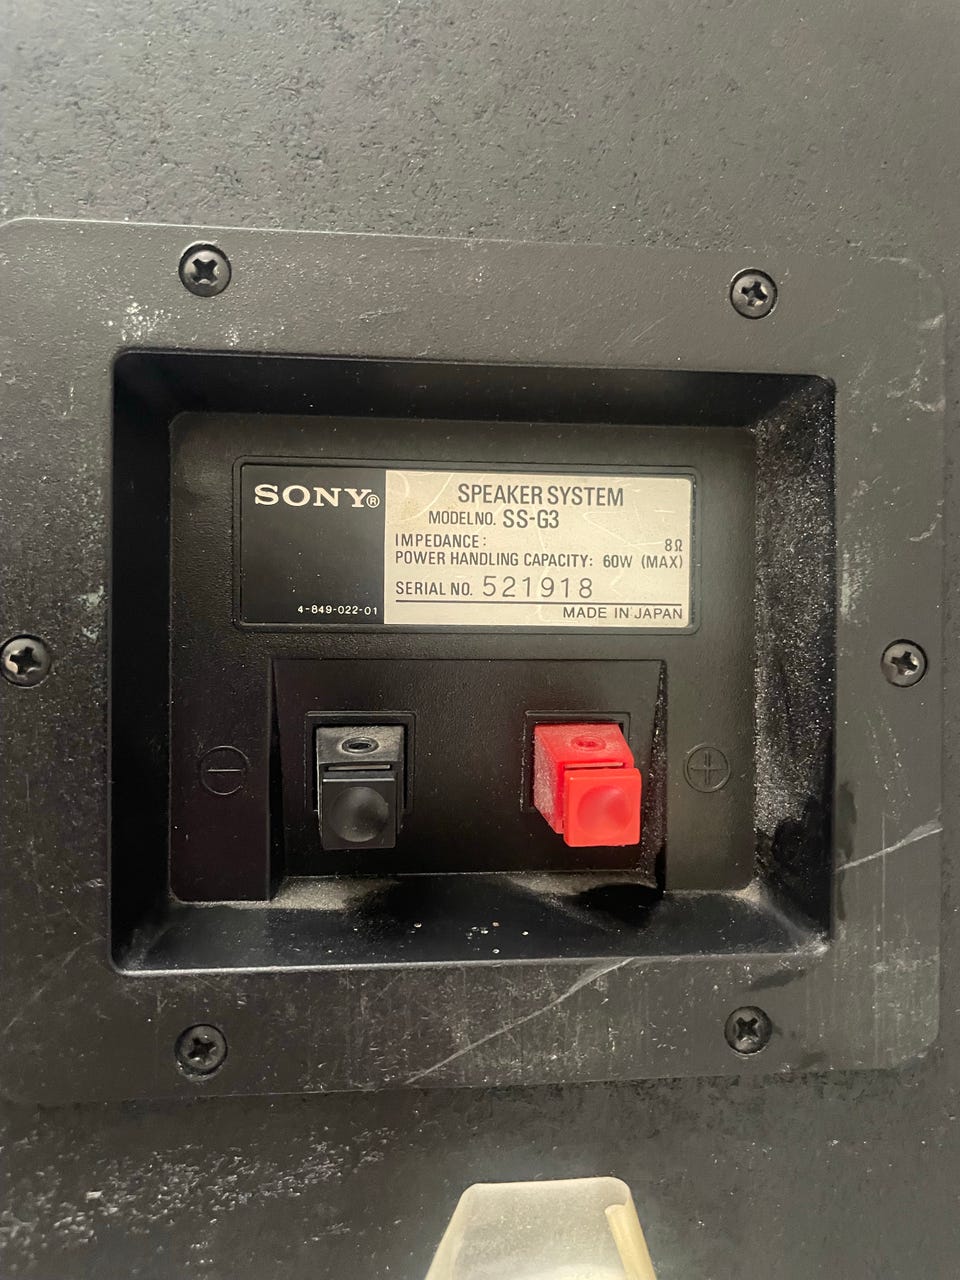 SONY®
SPEAKER SYSTEM
MODEL NO. SS-G3
IMPEDANCE: 8Ω
POWER HANDLING CAPACITY: 60W (MAX)
SERIAL NO. 521918
4-849-022-01
MADE IN JAPAN
− +